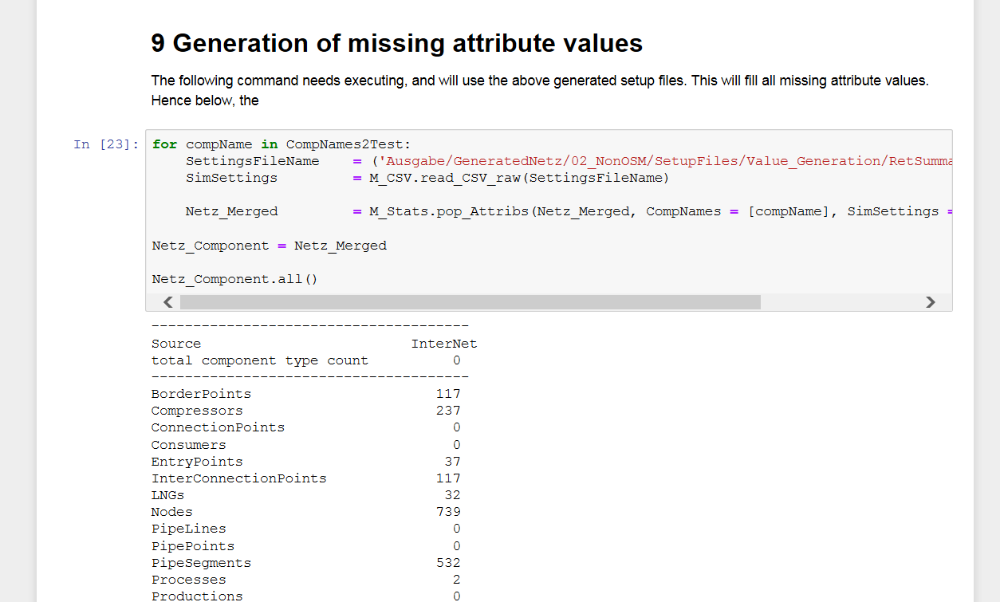 9 Generation of missing attribute values
The following command needs executing, and will use the above generated setup files. This will fill all missing attribute values.
Hence below, the
In [23]: for compName in CompNames2Test:
SettingsFileName = ('Ausgabe/GeneratedNetz/02_NonOSM/SetupFiles/Value_Generation/RetSumma
SimSettings = M_CSV.read_CSV_raw(SettingsFileName)
Netz_Merged = M_Stats.pop_Attribs(Netz_Merged, CompNames = [compName], SimSettings =
Netz_Component = Netz_Merged
Netz_Component.all()
--------------------------------------
Source InterNet
total component type count 0
--------------------------------------
BorderPoints 117
Compressors 237
ConnectionPoints 0
Consumers 0
EntryPoints 37
InterConnectionPoints 117
LNGs 32
Nodes 739
PipeLines 0
PipePoints 0
PipeSegments 532
Processes 2
Productions 0